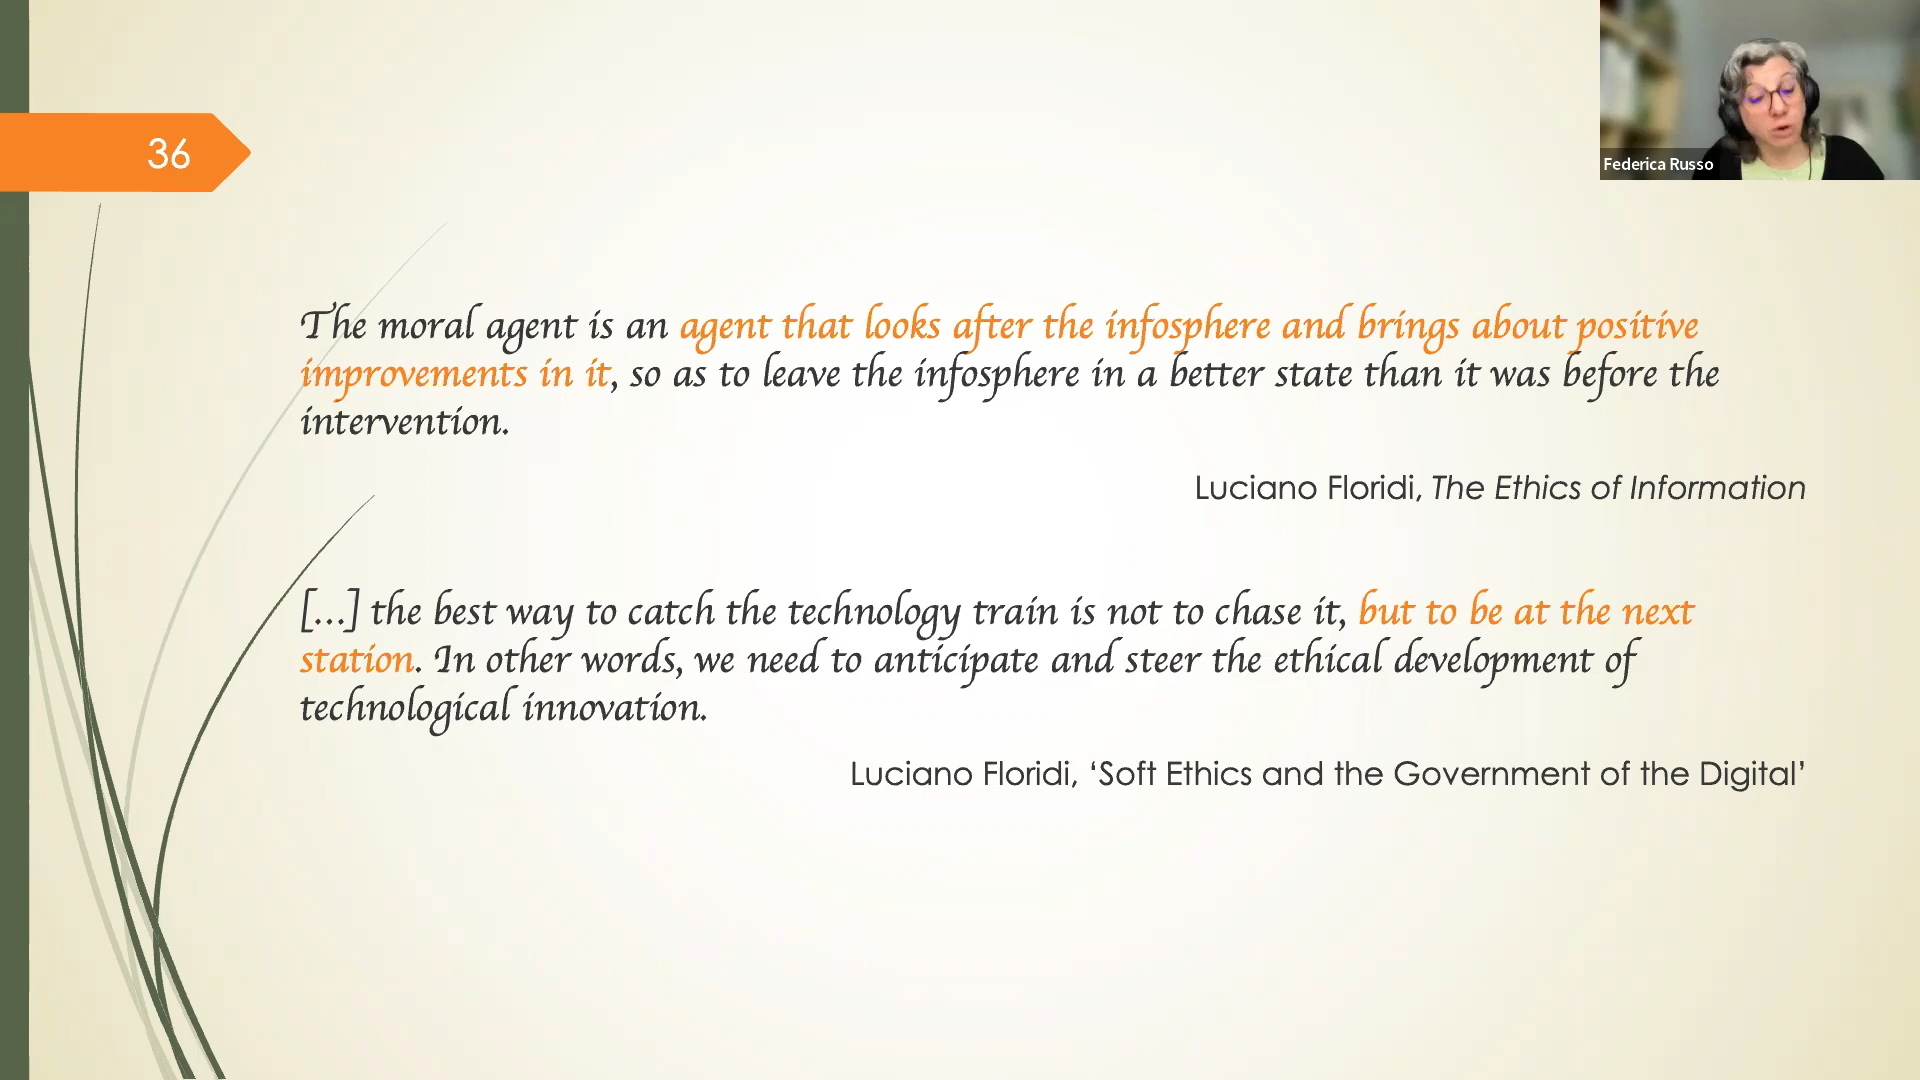 36
Federica Russo
The moral agent is an agent that looks after the infosphere and brings about positive
improvements in it, so as to leave the infosphere in a better state than it was before the
intervention.
Luciano Floridi, The Ethics of Information
[...] the best way to catch the technology train is not to chase it, but to be at the next
station. In other words, we need to anticipate and steer the ethical development of
technological innovation.
Luciano Floridi, ‘Soft Ethics and the Government of the Digital’